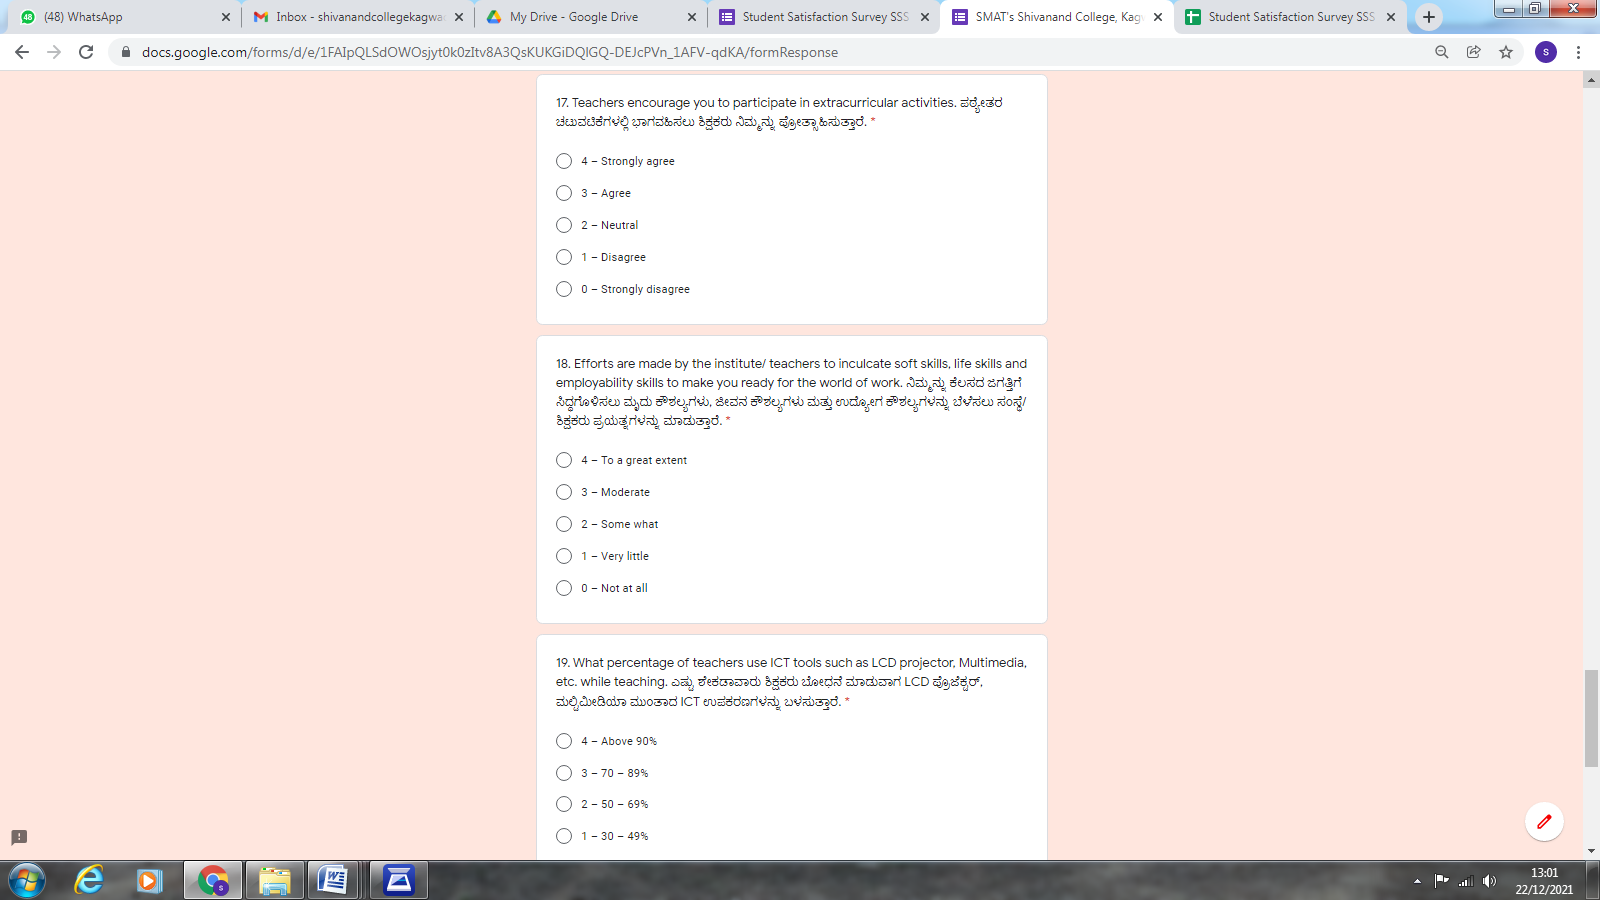 (48) WhatsApp
Inbox - shivanandcollegekagwa
My Drive - Google Drive
Student Satisfaction Survey SSS
SMAT's Shivanand College, Kag
Student Satisfaction Survey SSS
docs.google.com/forms/d/e/1FAIpQLSdOWOsjyt0k0zItv8A3QsKUKGiDQIGQ-DEJcPVn_1AFV-qdKA/formResponse
17. Teachers encourage you to participate in extracurricular activities. ಪಠ್ಯೇತರ
ಚಟುವಟಿಕೆಗಳಲ್ಲಿ ಭಾಗವಹಿಸಲು ಶಿಕ್ಷಕರು ನಿಮ್ಮನ್ನು ಪ್ರೋತ್ಸಾಹಿಸುತ್ತಾರೆ. *
4 – Strongly agree
3 – Agree
2 – Neutral
1 – Disagree
0 – Strongly disagree
18. Efforts are made by the institute/ teachers to inculcate soft skills, life skills and
employability skills to make you ready for the world of work. ನಿಮ್ಮನ್ನು ಕೆಲಸದ ಜಗತ್ತಿಗೆ
ಸಿದ್ಧಗೊಳಿಸಲು ಮೃದು ಕೌಶಲ್ಯಗಳು, ಜೀವನ ಕೌಶಲ್ಯಗಳು ಮತ್ತು ಉದ್ಯೋಗ ಕೌಶಲ್ಯಗಳನ್ನು ಬೆಳೆಸಲು ಸಂಸ್ಥೆ/
ಶಿಕ್ಷಕರು ಪ್ರಯತ್ನಗಳನ್ನು ಮಾಡುತ್ತಾರೆ. *
4 – To a great extent
3 – Moderate
2 – Some what
1 – Very little
0 – Not at all
19. What percentage of teachers use ICT tools such as LCD projector, Multimedia,
etc. while teaching. ಎಷ್ಟು ಶೇಕಡಾವಾರು ಶಿಕ್ಷಕರು ಬೋಧನೆ ಮಾಡುವಾಗ LCD ಪ್ರೊಜೆಕ್ಟರ್,
ಮಲ್ಟಿಮೀಡಿಯಾ ಮುಂತಾದ ICT ಉಪಕರಣಗಳನ್ನು ಬಳಸುತ್ತಾರೆ. *
4 – Above 90%
3 – 70 – 89%
2 – 50 – 69%
1 – 30 – 49%
13:01
22/12/2021